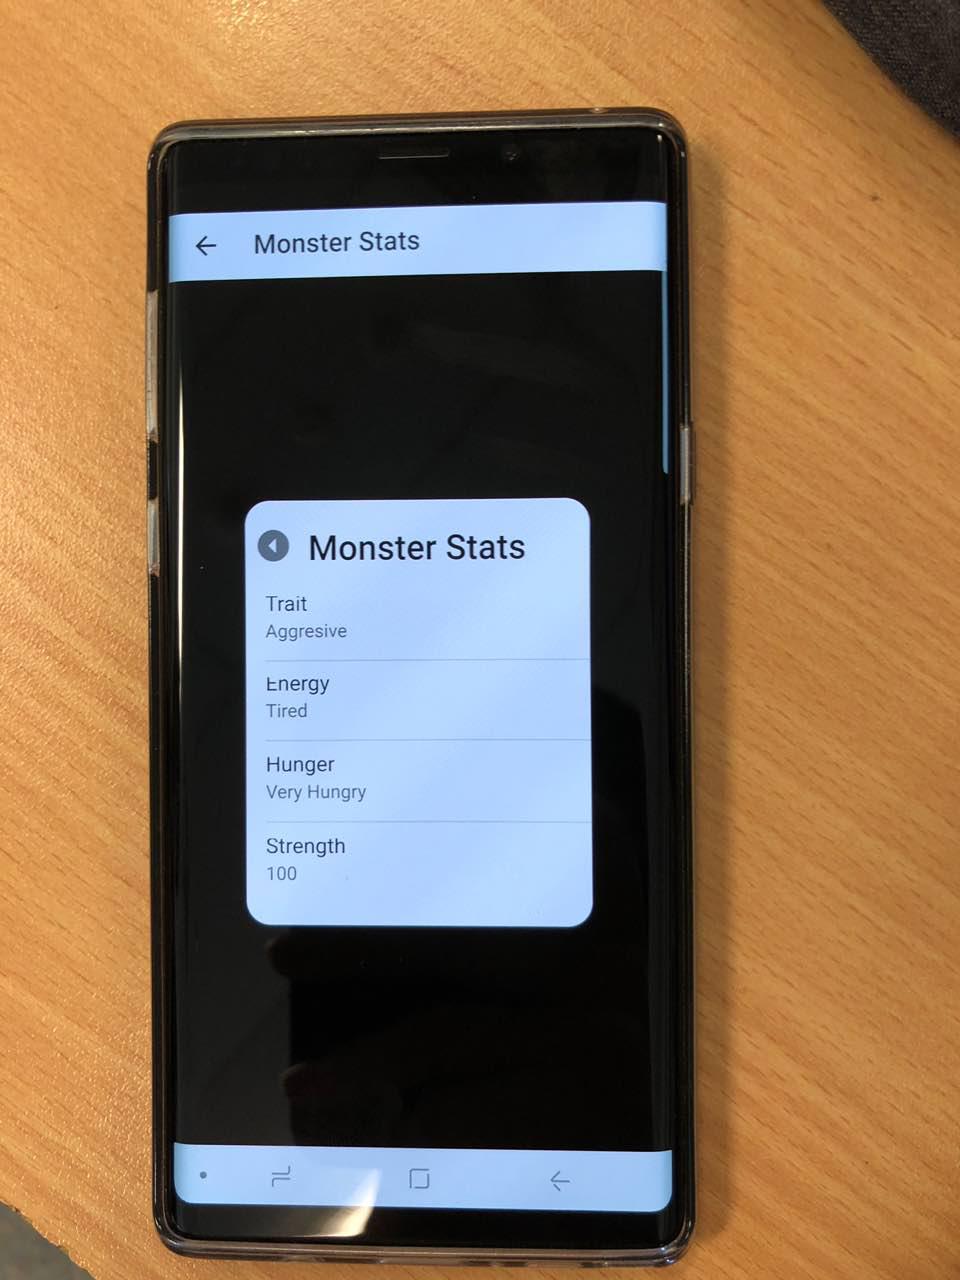 Monster Stats
Monster Stats
Trait
Aggresive
Energy
Tired
Hunger
Very Hungry
Strength
100